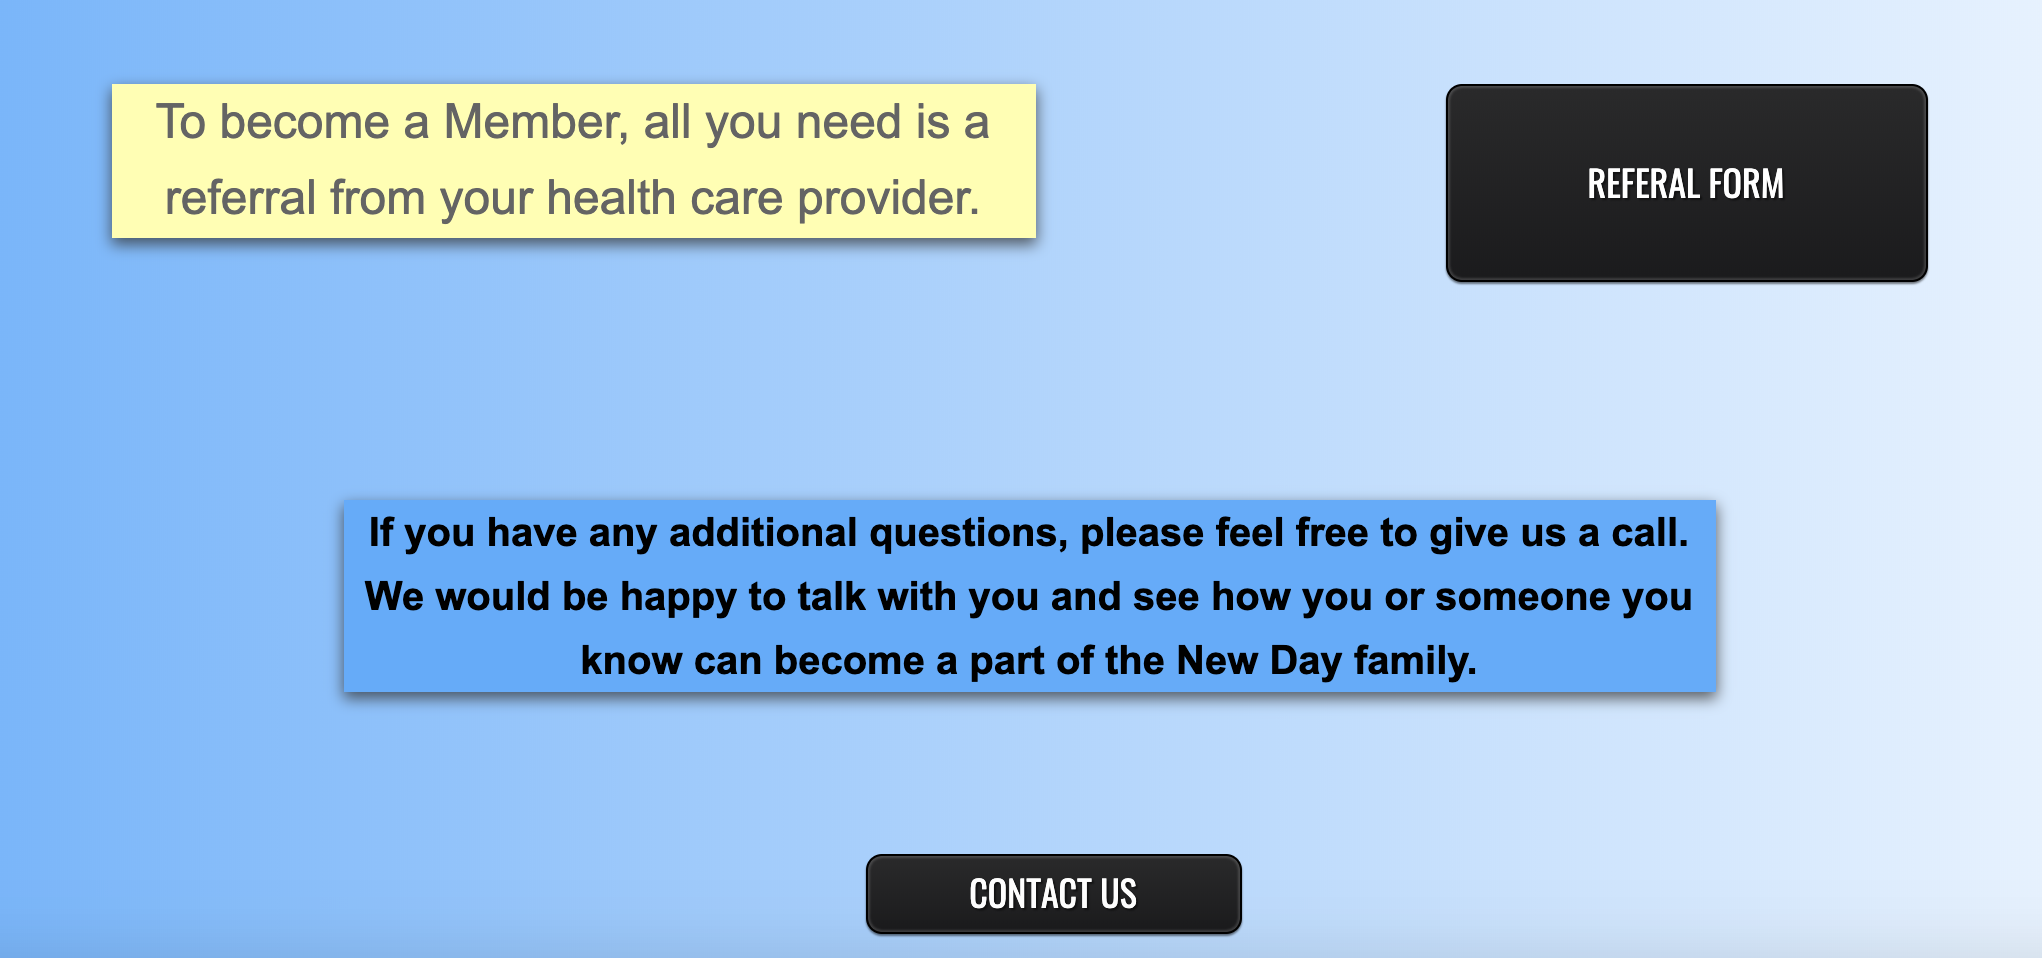 To become a Member, all you need is a
referral from your health care provider.
REFERAL FORM
If you have any additional questions, please feel free to give us a call.
We would be happy to talk with you and see how you or someone you
know can become a part of the New Day family.
CONTACT US